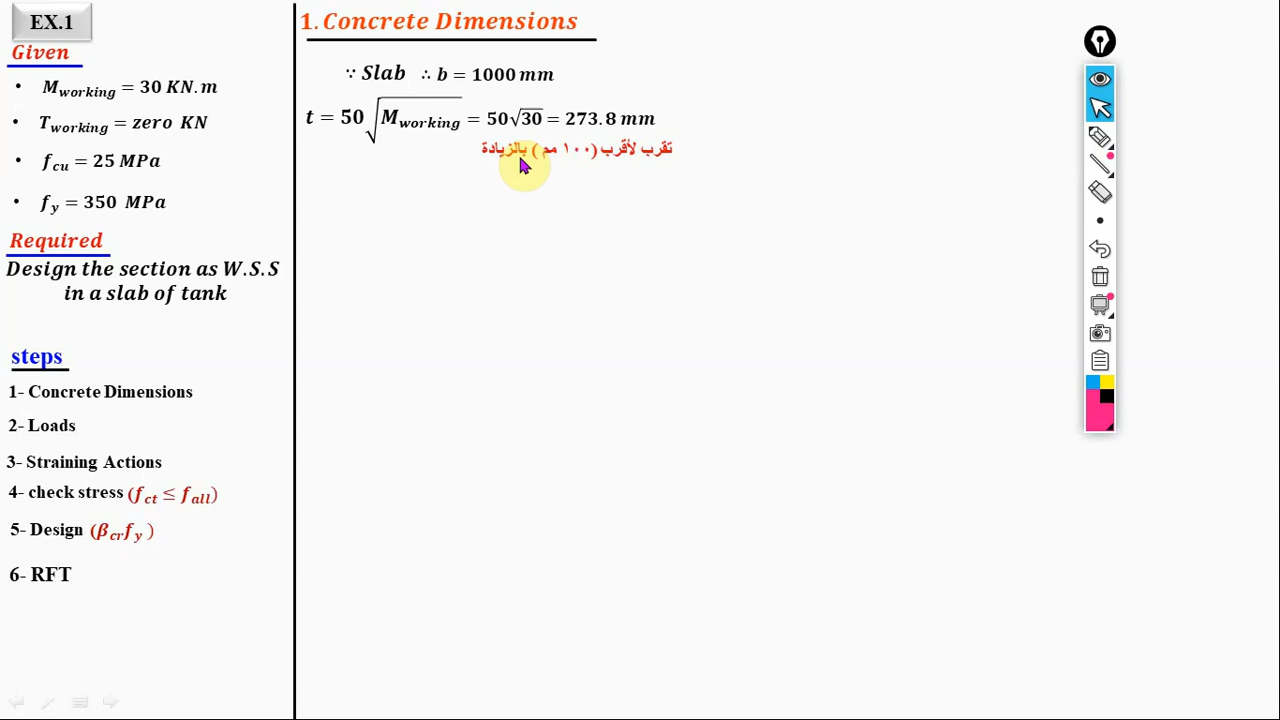 EX.1
Given
• M_working = 30 KN.m
• T_working = zero KN
• f_cu = 25 MPa
• f_y = 350 MPa
Required
Design the section as W.S.S
in a slab of tank
steps
1- Concrete Dimensions
2- Loads
3- Straining Actions
4- check stress (f_ct ≤ f_all)
5- Design (β_cr f_y )
6- RFT
1. Concrete Dimensions
∵ Slab ∴ b = 1000 mm
t = 50√M_working = 50√30 = 273.8 mm
تقرب لأقرب (١٠٠ مم ) بالزيادة